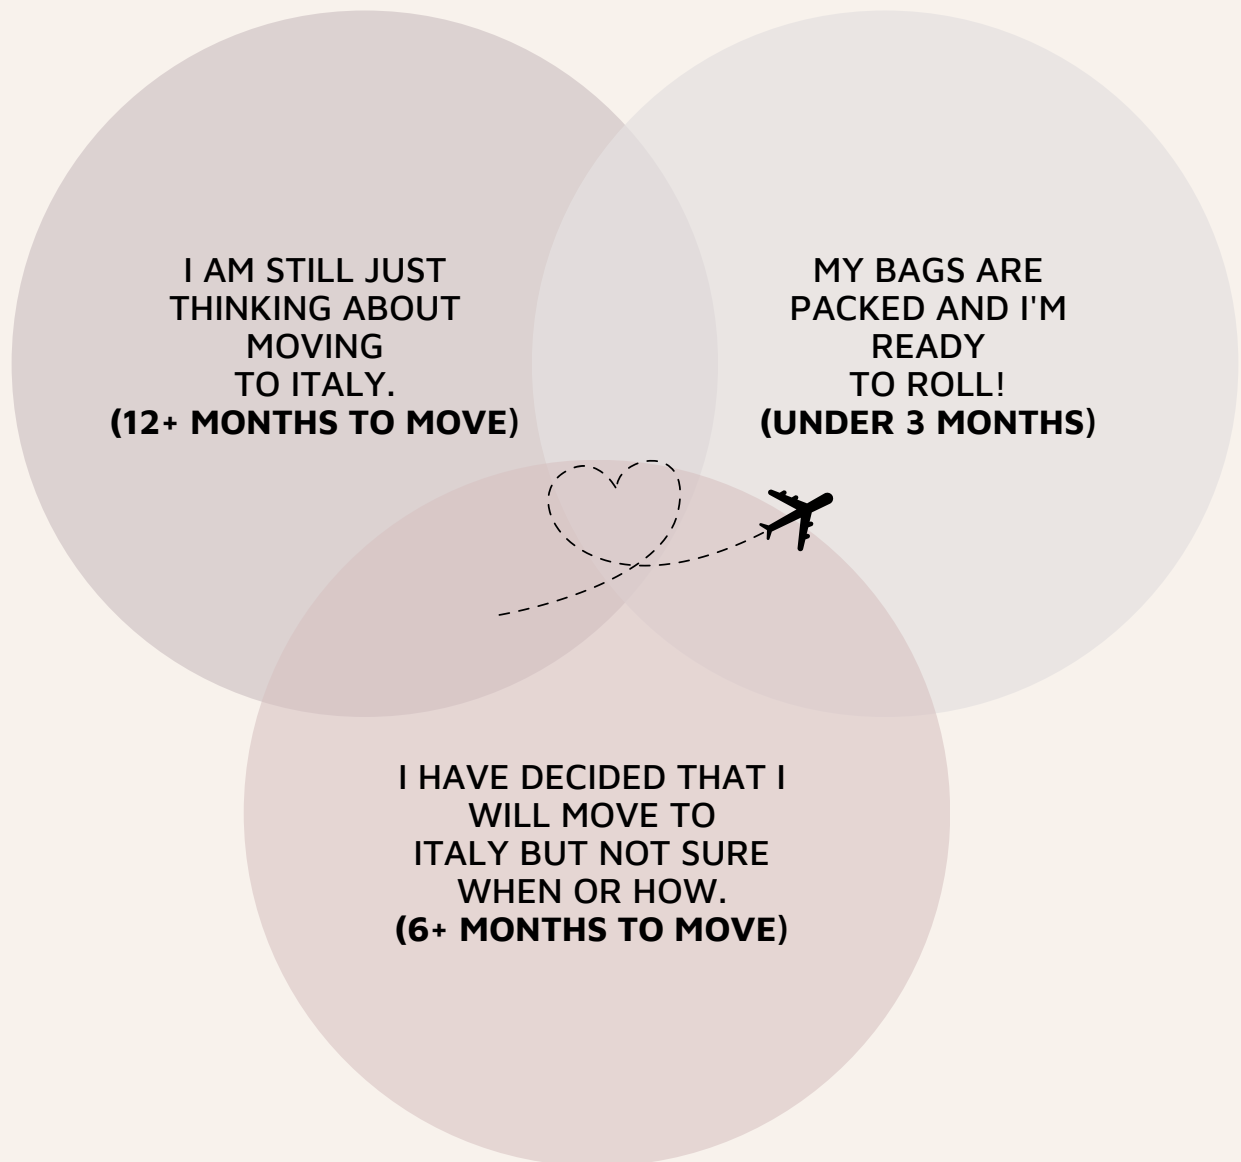 I AM STILL JUST
THINKING ABOUT
MOVING
TO ITALY.
(12+ MONTHS TO MOVE)
MY BAGS ARE
PACKED AND I'M
READY
TO ROLL!
(UNDER 3 MONTHS)
I HAVE DECIDED THAT I
WILL MOVE TO
ITALY BUT NOT SURE
WHEN OR HOW.
(6+ MONTHS TO MOVE)